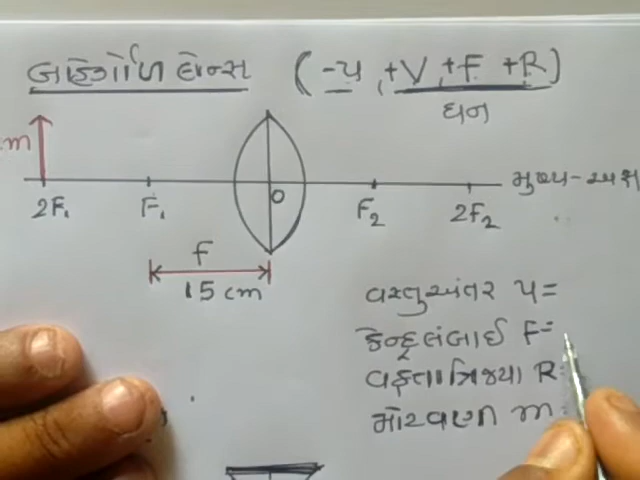 બહિર્ગોળ લેન્સ (-u, +V, +F +R)
ધન
m
મુખ્ય-અક્ષ
2F₁ F₁ O F₂ 2F₂
f
15 cm
વસ્તુઅંતર u=
કેન્દ્રલંબાઈ F=
વક્રતાત્રિજ્યા R=
મોટવણી m=